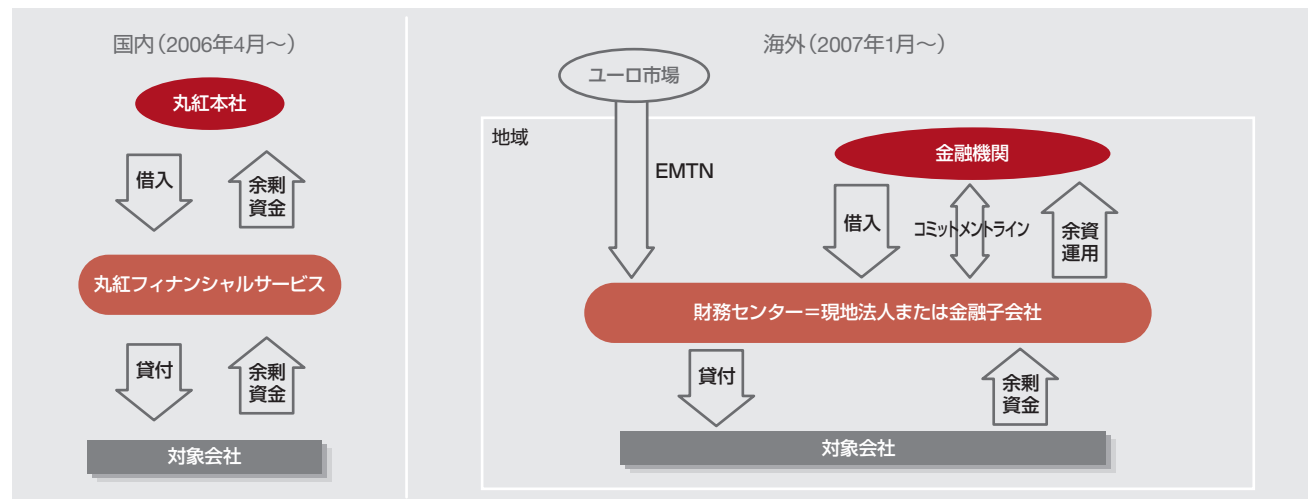 国内（2006年4月～）
丸紅本社
借入
余剰
資金
丸紅フィナンシャルサービス
貸付
余剰
資金
対象会社
海外（2007年1月～）
ユーロ市場
地域
EMTN
金融機関
借入
コミットメントライン
余資
運用
財務センター＝現地法人または金融子会社
貸付
余剰
資金
対象会社